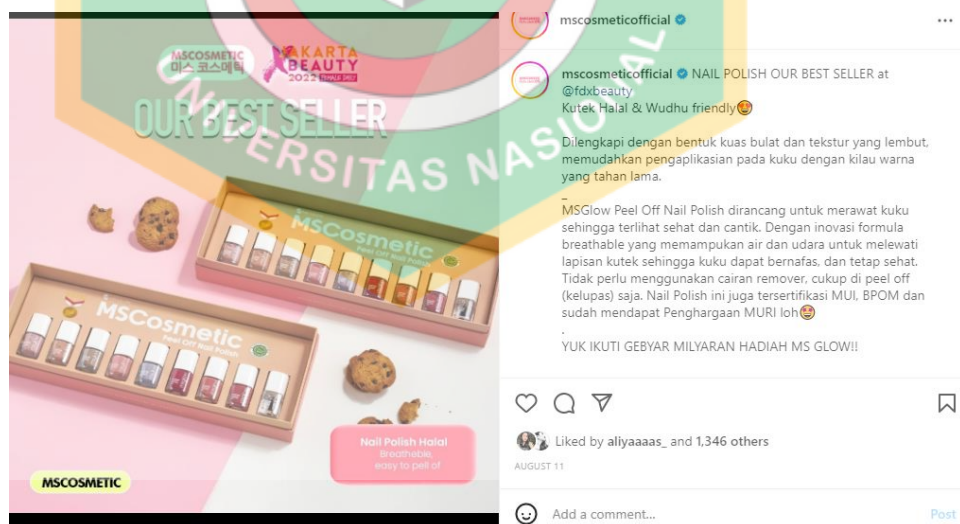 MSCOSMETIC
미스 코스메틱
JAKARTA
BEAUTY
2022 FEMALE DAILY
OUR BEST SELLER
UNIVERSITAS NASIONAL
MSCosmetic
Peel Off Nail Polish
MSCosmetic
Peel Off Nail Polish
Nail Polish Halal
Breatheble,
easy to pell of
MSCOSMETIC
mscosmeticofficial
mscosmeticofficial NAIL POLISH OUR BEST SELLER at
@fdxbeauty
Kutek Halal & Wudhu friendly😍
Dilengkapi dengan bentuk kuas bulat dan tekstur yang lembut,
memudahkan pengaplikasian pada kuku dengan kilau warna
yang tahan lama.
_
MSGlow Peel Off Nail Polish dirancang untuk merawat kuku
sehingga terlihat sehat dan cantik. Dengan inovasi formula
breathable yang memampukan air dan udara untuk melewati
lapisan kutek sehingga kuku dapat bernafas, dan tetap sehat.
Tidak perlu menggunakan cairan remover, cukup di peel off
(kelupas) saja. Nail Polish ini juga tersertifikasi MUI, BPOM dan
sudah mendapat Penghargaan MURI loh🤩
.
YUK IKUTI GEBYAR MILYARAN HADIAH MS GLOW!!
Liked by aliyaaaas_ and 1,346 others
AUGUST 11
Add a comment...
Post